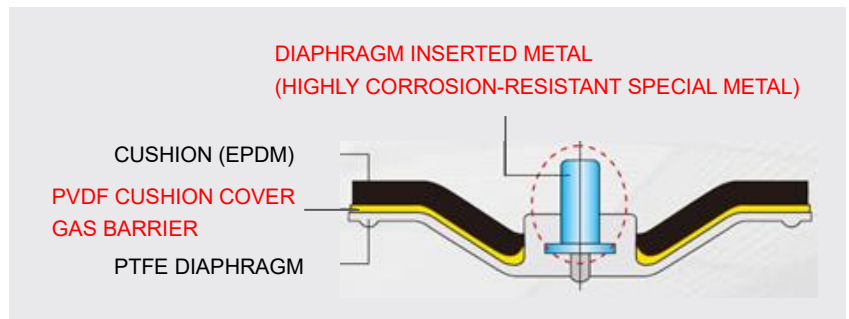 DIAPHRAGM INSERTED METAL
(HIGHLY CORROSION-RESISTANT SPECIAL METAL)
CUSHION (EPDM)
PVDF CUSHION COVER
GAS BARRIER
PTFE DIAPHRAGM